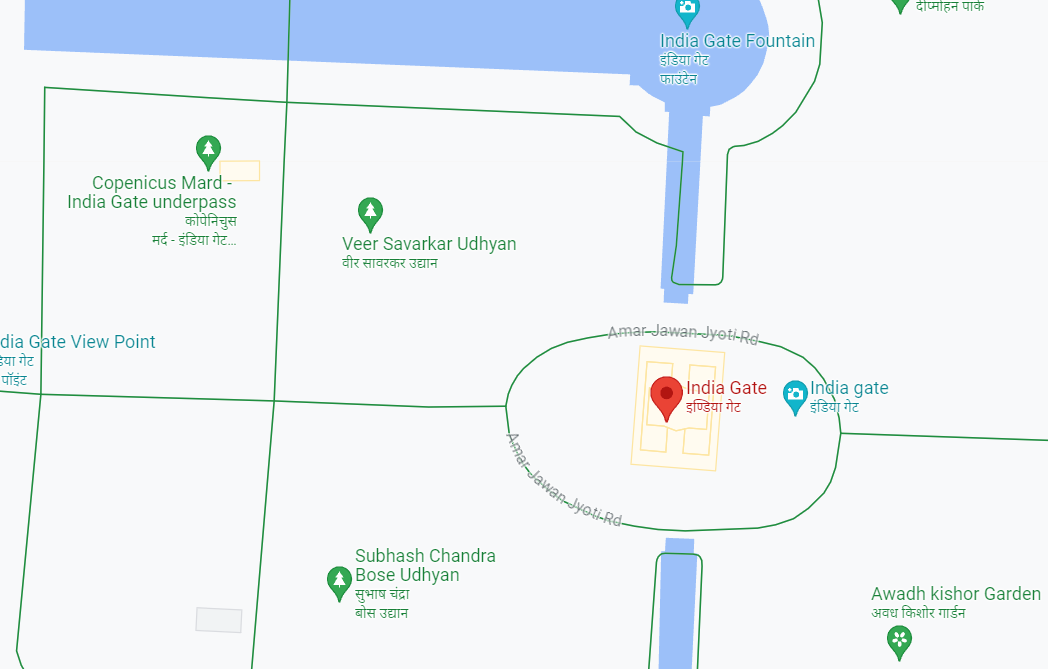 दीपमोहन पार्क
India Gate Fountain
इंडिया गेट
फाउंटेन
Copenicus Mard -
India Gate underpass
कोपेनिचुस
मर्द - इंडिया गेट...
Veer Savarkar Udhyan
वीर सावरकर उद्यान
dia Gate View Point
डिया गेट
पॉइंट
Amar Jawan Jyoti Rd
India Gate
इण्डिया गेट
India gate
इंडिया गेट
Amar Jawan Jyoti Rd
Subhash Chandra
Bose Udhyan
सुभाष चंद्रा
बोस उद्यान
Awadh kishor Garden
अवध किशोर गार्डन